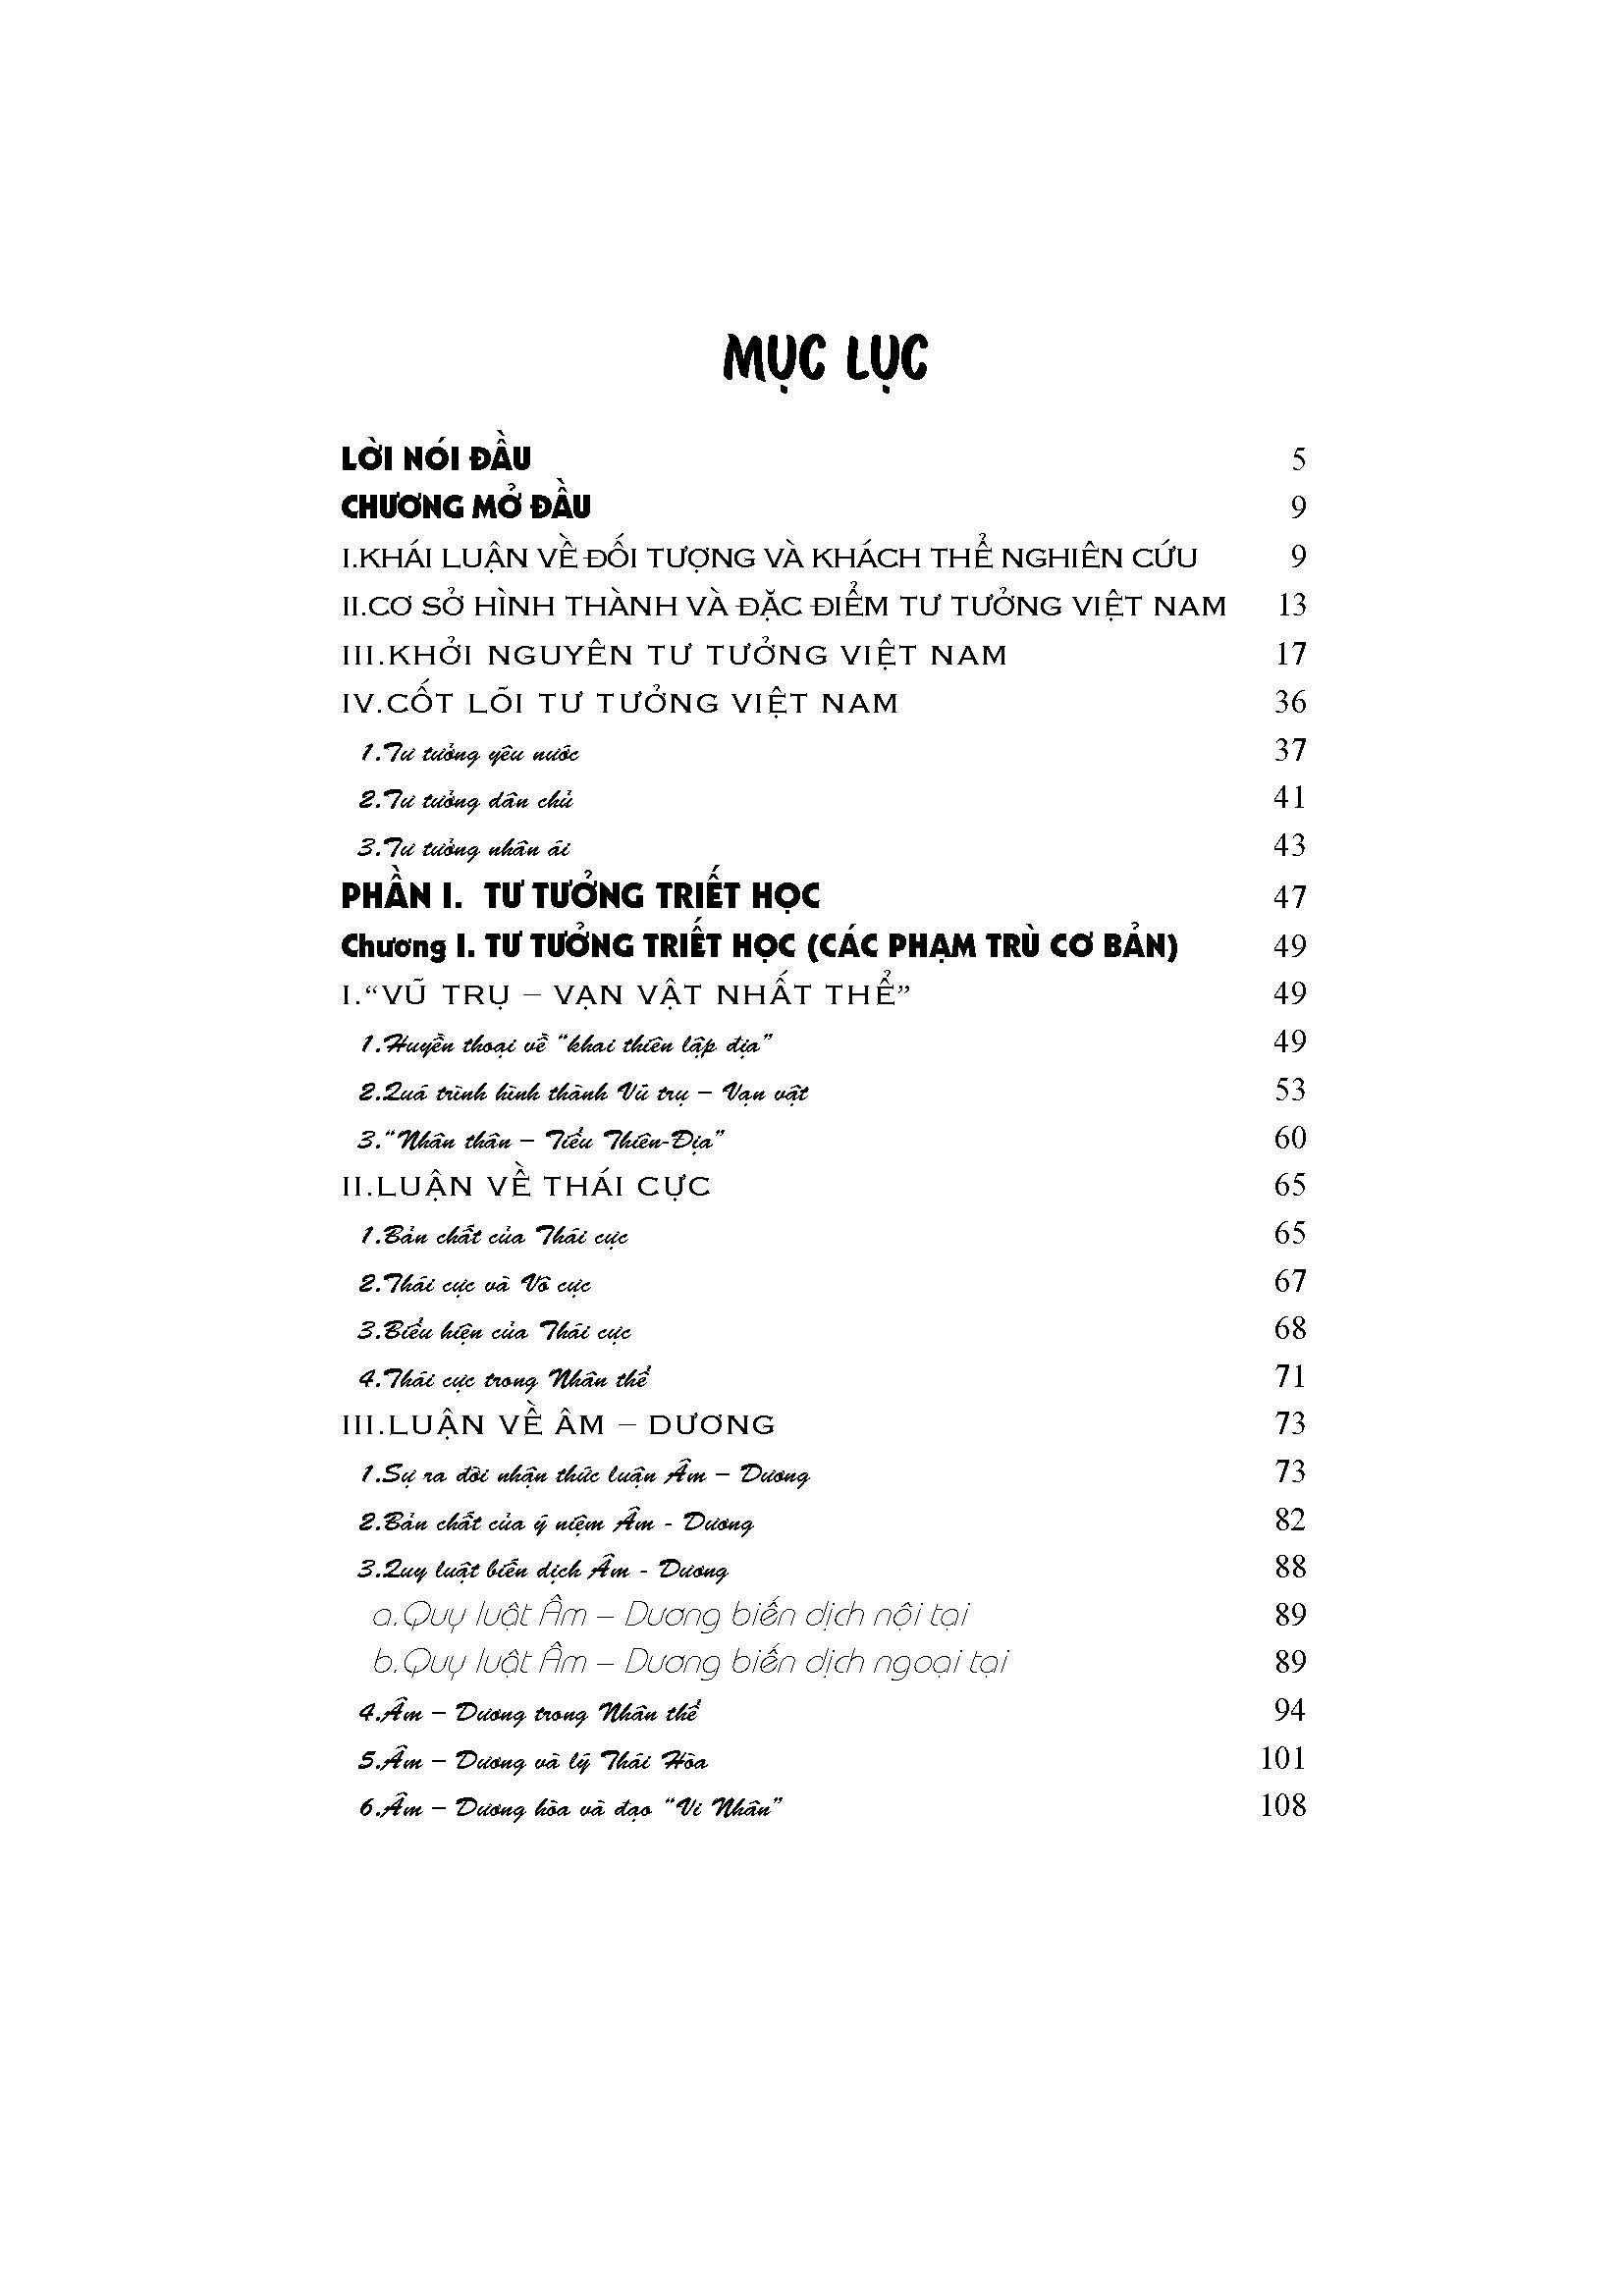 MỤC LỤC
LỜI NÓI ĐẦU 5
CHƯƠNG MỞ ĐẦU 9
I.KHÁI LUẬN VỀ ĐỐI TƯỢNG VÀ KHÁCH THỂ NGHIÊN CỨU 9
II.CƠ SỞ HÌNH THÀNH VÀ ĐẶC ĐIỂM TƯ TƯỞNG VIỆT NAM 13
III.KHỞI NGUYÊN TƯ TƯỞNG VIỆT NAM 17
IV.CỐT LÕI TƯ TƯỞNG VIỆT NAM 36
1.Tư tưởng yêu nước 37
2.Tư tưởng dân chủ 41
3.Tư tưởng nhân ái 43
PHẦN I. TƯ TƯỞNG TRIẾT HỌC 47
Chương I. TƯ TƯỞNG TRIẾT HỌC (CÁC PHẠM TRÙ CƠ BẢN) 49
I.“VŨ TRỤ – VẠN VẬT NHẤT THỂ” 49
1.Huyền thoại về “khai thiên lập địa” 49
2.Quá trình hình thành Vũ trụ – Vạn vật 53
3.“Nhân thân – Tiểu Thiên-Địa” 60
II.LUẬN VỀ THÁI CỰC 65
1.Bản chất của Thái cực 65
2.Thái cực và Vô cực 67
3.Biểu hiện của Thái cực 68
4.Thái cực trong Nhân thể 71
III.LUẬN VỀ ÂM – DƯƠNG 73
1.Sự ra đời nhận thức luận Âm – Dương 73
2.Bản chất của ý niệm Âm - Dương 82
3.Quy luật biến dịch Âm - Dương 88
a.Quy luật Âm – Dương biến dịch nội tại 89
b.Quy luật Âm – Dương biến dịch ngoại tại 89
4.Âm – Dương trong Nhân thể 94
5.Âm – Dương và lý Thái Hòa 101
6.Âm – Dương hòa và đạo “Vi Nhân” 108